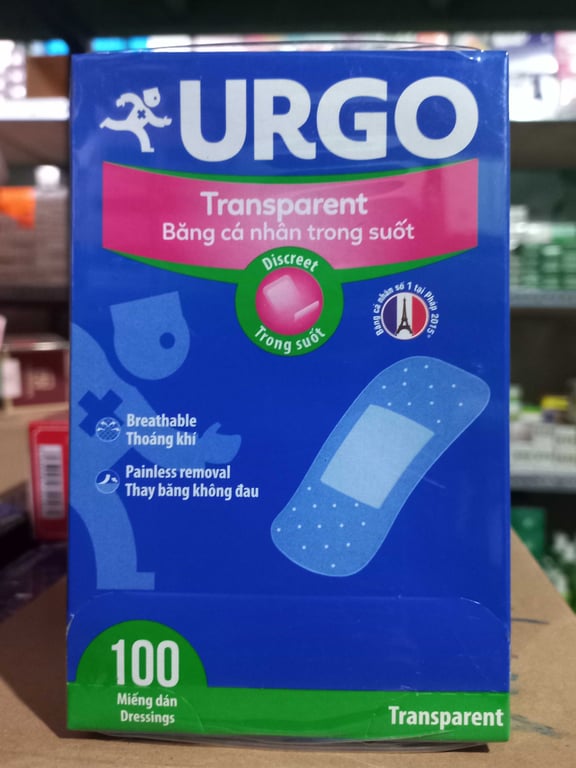 URGO
Transparent
Băng cá nhân trong suốt
Discreet
Trong suốt
Băng cá nhân số 1 tại Pháp 2015*
Breathable
Thoáng khí
Painless removal
Thay băng không đau
100
Miếng dán
Dressings
Transparent